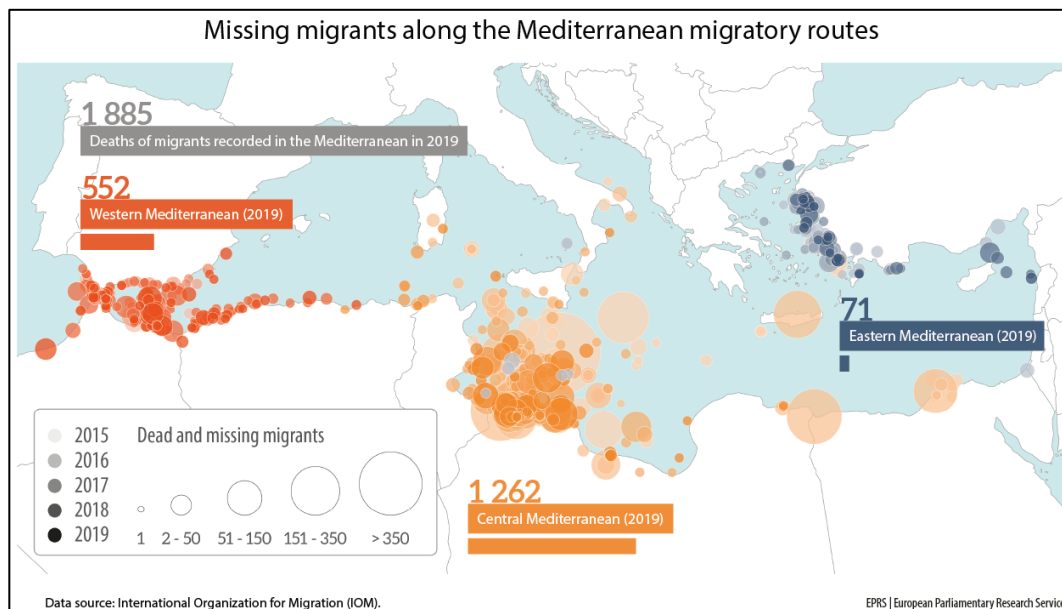 Missing migrants along the Mediterranean migratory routes
1 885
Deaths of migrants recorded in the Mediterranean in 2019
552
Western Mediterranean (2019)
71
Eastern Mediterranean (2019)
2015 Dead and missing migrants
2016
2017
2018
2019 1 2 - 50 51 - 150 151 - 350 > 350
1 262
Central Mediterranean (2019)
Data source: International Organization for Migration (IOM). EPRS | European Parliamentary Research Service